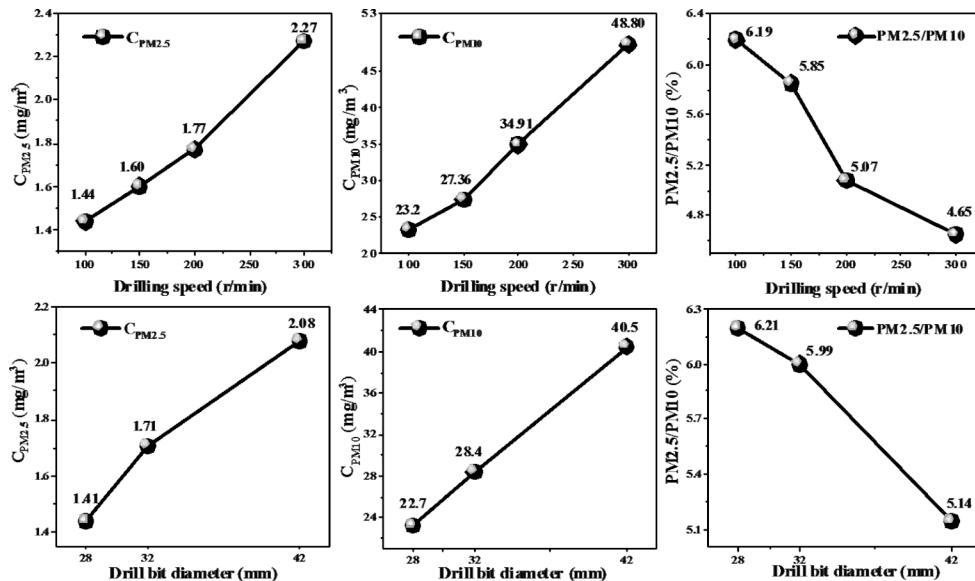 2.4
2.2
2.0
1.8
1.6
1.4
C_PM2.5 (mg/m³)
C_PM2.5
1.44
1.60
1.77
2.27
100 150 200 250 300
Drilling speed (r/min)
53
45
35
25
20
C_PM10 (mg/m³)
C_PM10
23.2
27.36
34.91
48.80
100 150 200 250 300
Drilling speed (r/min)
6.4
6.0
5.6
5.2
4.8
PM2.5/PM10 (%)
PM2.5/PM10
6.19
5.85
5.07
4.65
100 150 200 250 300
Drilling speed (r/min)
2.2
2.0
1.8
1.6
1.4
C_PM2.5 (mg/m³)
C_PM2.5
1.41
1.71
2.08
28 32 42
Drill bit diameter (mm)
44
40
36
32
28
24
C_PM10 (mg/m³)
C_PM10
22.7
28.4
40.5
28 32 42
Drill bit diameter (mm)
6.3
6.0
5.7
5.4
5.1
PM2.5/PM10 (%)
PM2.5/PM10
6.21
5.99
5.14
28 32 42
Drill bit diameter (mm)